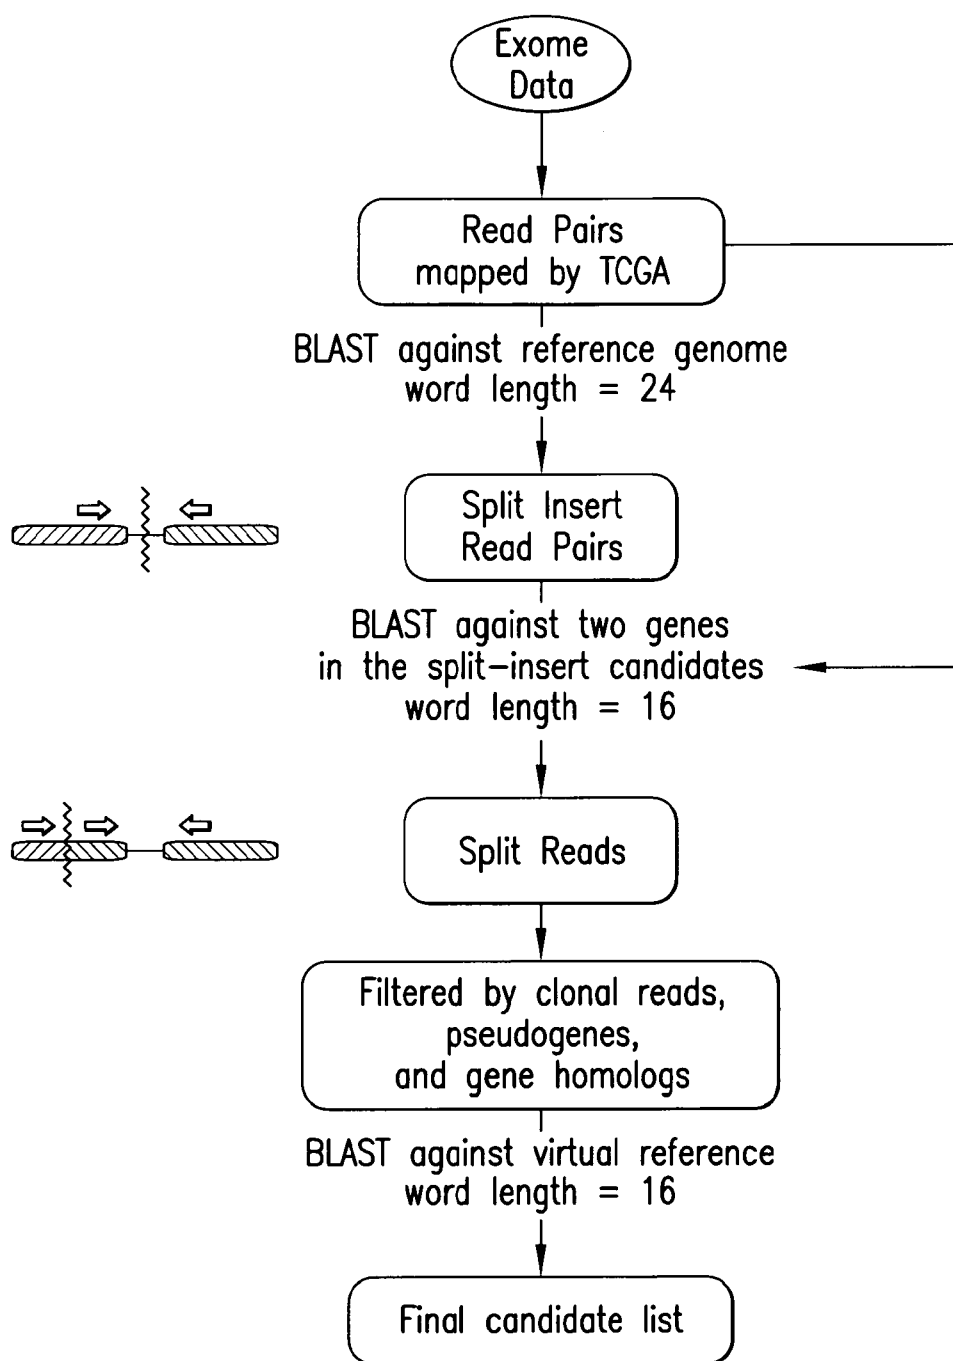 Exome
Data
Read Pairs
mapped by TCGA
BLAST against reference genome
word length = 24
Split Insert
Read Pairs
BLAST against two genes
in the split-insert candidates
word length = 16
Split Reads
Filtered by clonal reads,
pseudogenes,
and gene homologs
BLAST against virtual reference
word length = 16
Final candidate list